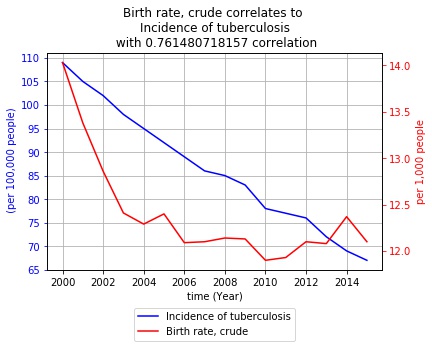 Birth rate, crude correlates to
Incidence of tuberculosis
with 0.761480718157 correlation
110
105
100
95
90
85
80
75
70
65
(per 100,000 people)
14.0
13.5
13.0
12.5
12.0
per 1,000 people
2000 2002 2004 2006 2008 2010 2012 2014
time (Year)
Incidence of tuberculosis
Birth rate, crude